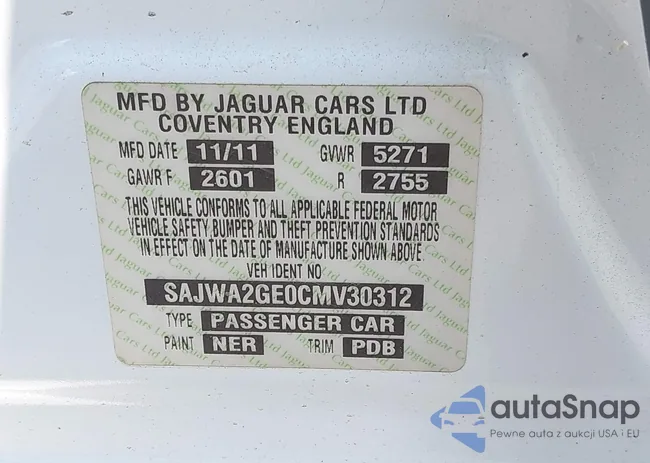 MFD BY JAGUAR CARS LTD
COVENTRY ENGLAND
MFD DATE 11/11 GVWR 5271
GAWR F 2601 R 2755
THIS VEHICLE CONFORMS TO ALL APPLICABLE FEDERAL MOTOR
VEHICLE SAFETY BUMPER AND THEFT PREVENTION STANDARDS
IN EFFECT ON THE DATE OF MANUFACTURE SHOWN ABOVE.
VEH IDENT NO
SAJWA2GE0CMV30312
TYPE PASSENGER CAR
PAINT NER TRIM PDB
autaSnap
Pewne auta z aukcji USA i EU